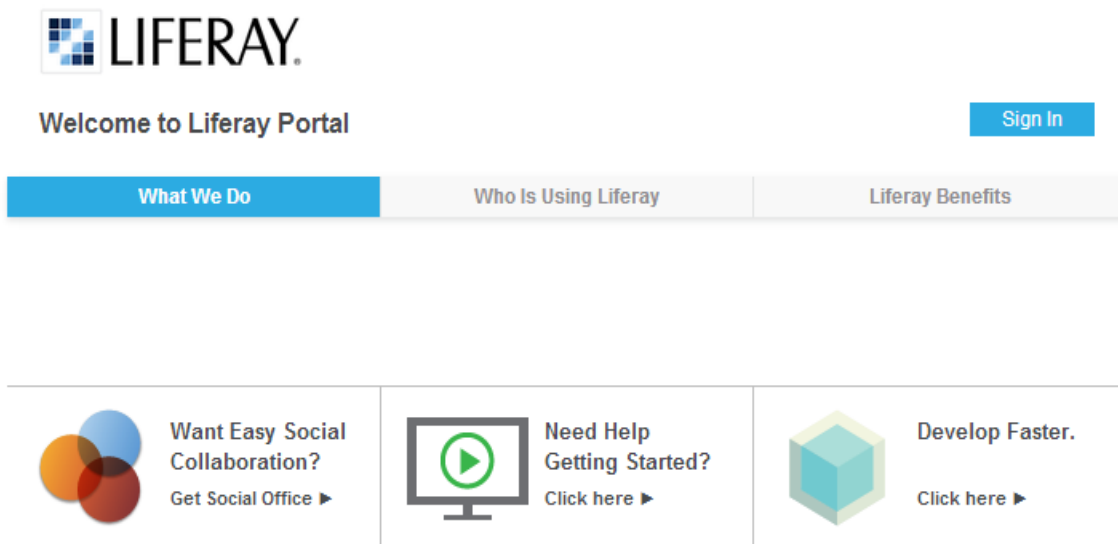 LIFERAY.
Welcome to Liferay Portal
Sign In
What We Do
Who Is Using Liferay
Liferay Benefits
Want Easy Social
Collaboration?
Get Social Office ►
Need Help
Getting Started?
Click here ►
Develop Faster.
Click here ►